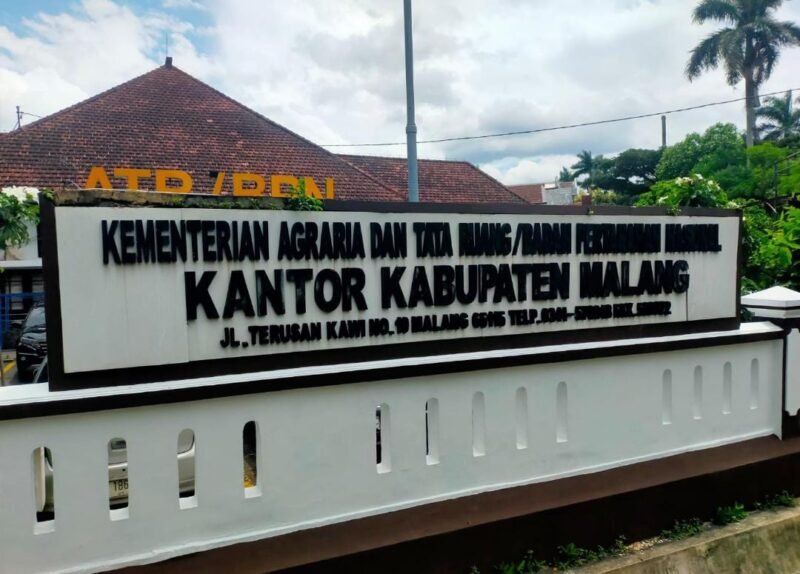 ATR/BPN
KEMENTERIAN AGRARIA DAN TATA RUANG/BADAN PERTANAHAN NASIONAL
KANTOR KABUPATEN MALANG
JL. TERUSAN KAWI NO. 10 MALANG 65115 TELP. 0341-